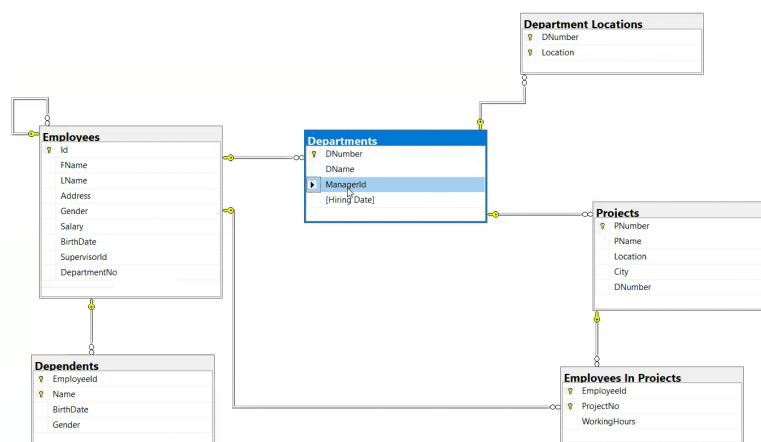 Department Locations
DNumber
Location
Employees
Id
FName
LName
Address
Gender
Salary
BirthDate
SupervisorId
DepartmentNo
Departments
DNumber
DName
ManagerId
[Hiring Date]
Projects
PNumber
PName
Location
City
DNumber
Dependents
EmployeeId
Name
BirthDate
Gender
Employees In Projects
EmployeeId
ProjectNo
WorkingHours